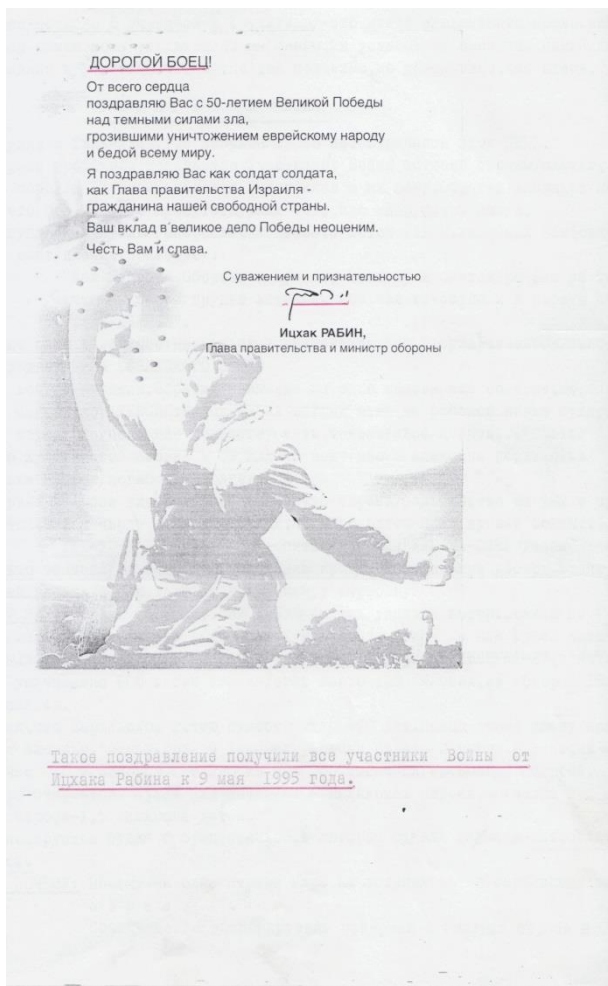 ДОРОГОЙ БОЕЦ!
От всего сердца
поздравляю Вас с 50-летием Великой Победы
над темными силами зла,
грозившими уничтожением еврейскому народу
и бедой всему миру.
Я поздравляю Вас как солдат солдата,
как Глава правительства Израиля -
гражданина нашей свободной страны.
Ваш вклад в великое дело Победы неоценим.
Честь Вам и слава.
С уважением и признательностью
Ицхак РАБИН,
Глава правительства и министр обороны
Такое поздравление получили все участники Войны от
Ицхака Рабина к 9 мая 1995 года.